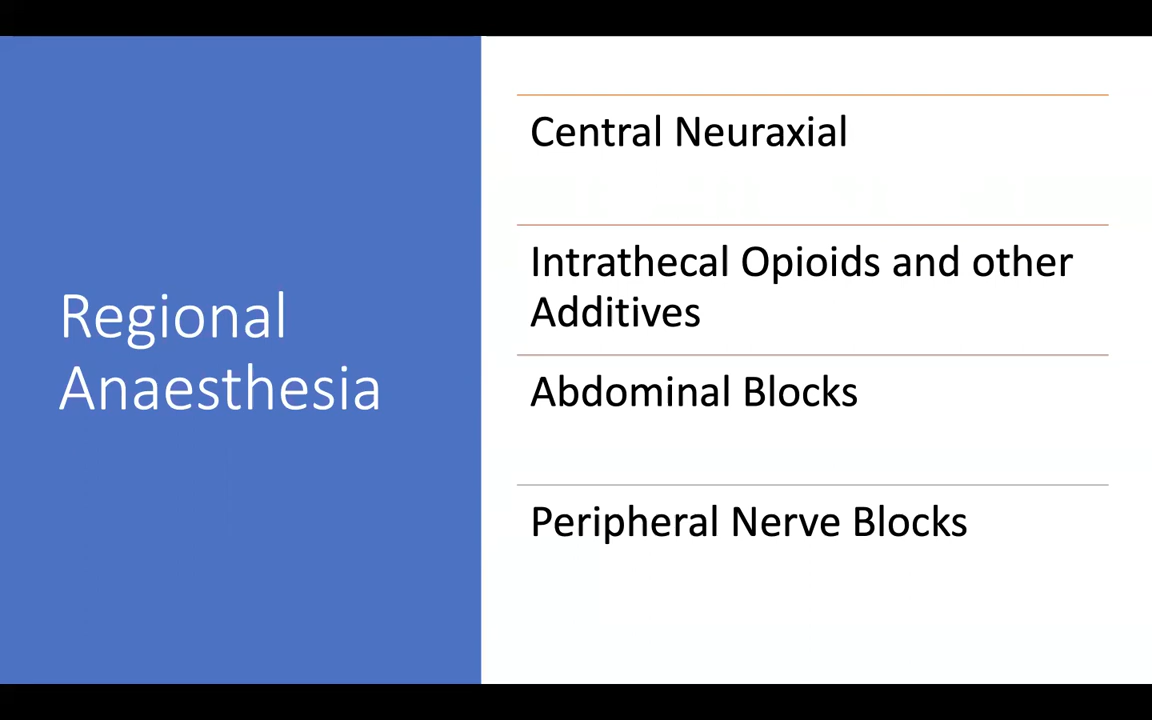 Regional
Anaesthesia
Central Neuraxial
Intrathecal Opioids and other
Additives
Abdominal Blocks
Peripheral Nerve Blocks